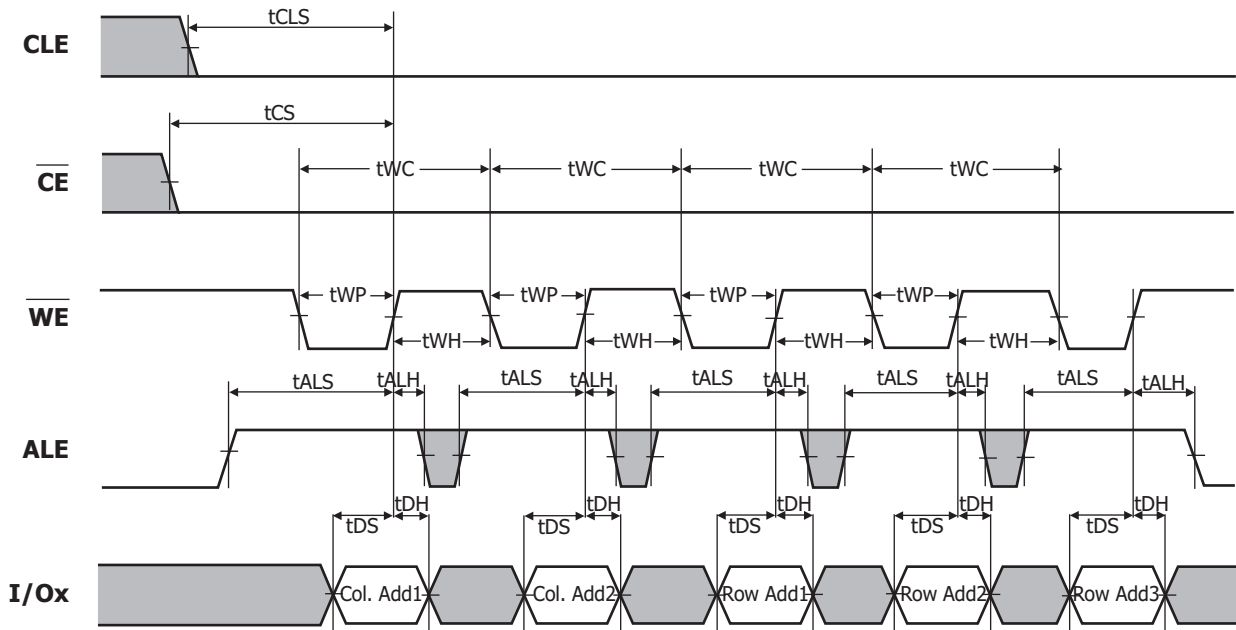 tCLS
CLE
tCS
CE
tWC tWC tWC tWC
WE
tWP tWP tWP tWP
tWH tWH tWH tWH
tALS tALH tALS tALH tALS tALH tALS tALH tALS tALH
ALE
tDS tDH tDS tDH tDS tDH tDS tDH tDS tDH
I/Ox
Col. Add1 Col. Add2 Row Add1 Row Add2 Row Add3